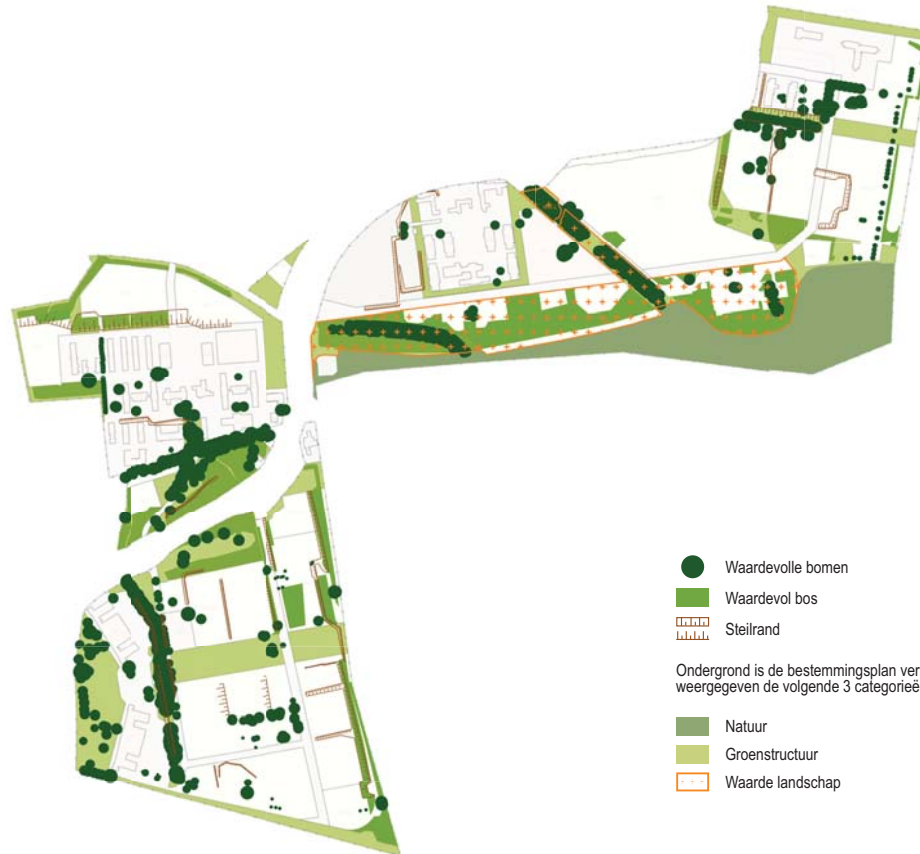 Waardevolle bomen
Waardevol bos
Steilrand
Ondergrond is de bestemmingsplan ver
weergegeven de volgende 3 categorieë
Natuur
Groenstructuur
Waarde landschap